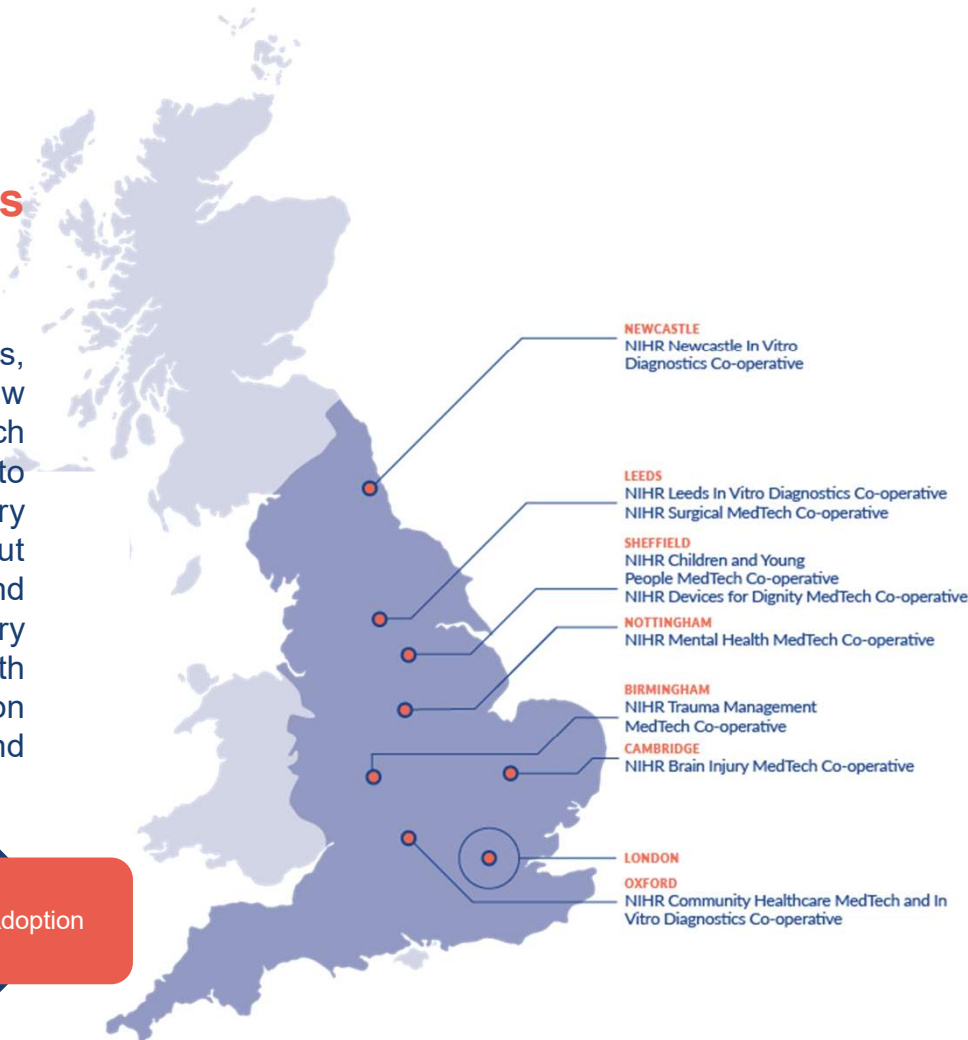 s
s,
w
ch
to
ry
ut
nd
ry
th
on
nd
doption
NEWCASTLE
NIHR Newcastle In Vitro
Diagnostics Co-operative
LEEDS
NIHR Leeds In Vitro Diagnostics Co-operative
NIHR Surgical MedTech Co-operative
SHEFFIELD
NIHR Children and Young
People MedTech Co-operative
NIHR Devices for Dignity MedTech Co-operative
NOTTINGHAM
NIHR Mental Health MedTech Co-operative
BIRMINGHAM
NIHR Trauma Management
MedTech Co-operative
CAMBRIDGE
NIHR Brain Injury MedTech Co-operative
LONDON
OXFORD
NIHR Community Healthcare MedTech and In
Vitro Diagnostics Co-operative